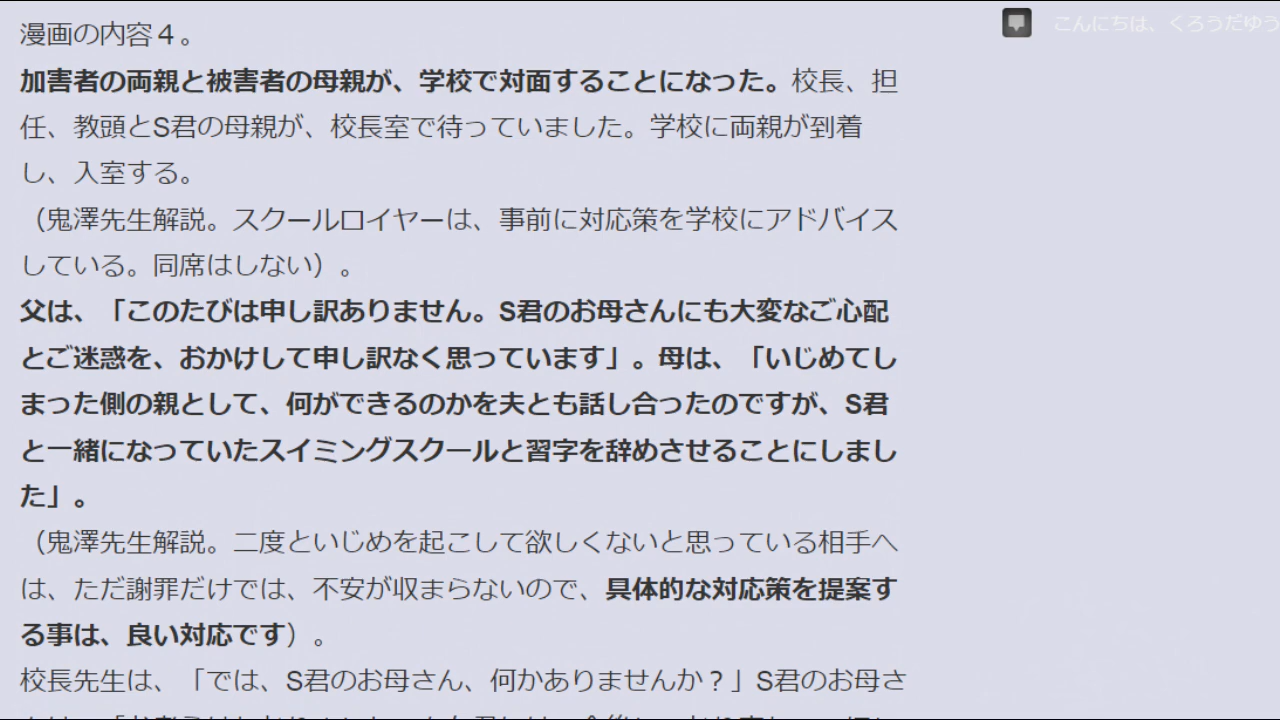 漫画の内容４。
こんにちは、くろうだゆう
加害者の両親と被害者の母親が、学校で対面することになった。校長、担
任、教頭とS君の母親が、校長室で待っていました。学校に両親が到着
し、入室する。
（鬼澤先生解説。スクールロイヤーは、事前に対応策を学校にアドバイス
している。同席はしない）。
父は、「このたびは申し訳ありません。S君のお母さんにも大変なご心配
とご迷惑を、おかけして申し訳なく思っています」。母は、「いじめてし
まった側の親として、何ができるのかを夫とも話し合ったのですが、S君
と一緒になっていたスイミングスクールと習字を辞めさせることにしまし
た」。
（鬼澤先生解説。二度といじめを起こして欲しくないと思っている相手へ
は、ただ謝罪だけでは、不安が収まらないので、具体的な対応策を提案す
る事は、良い対応です）。
校長先生は、「では、S君のお母さん、何かありませんか？」S君のお母さ